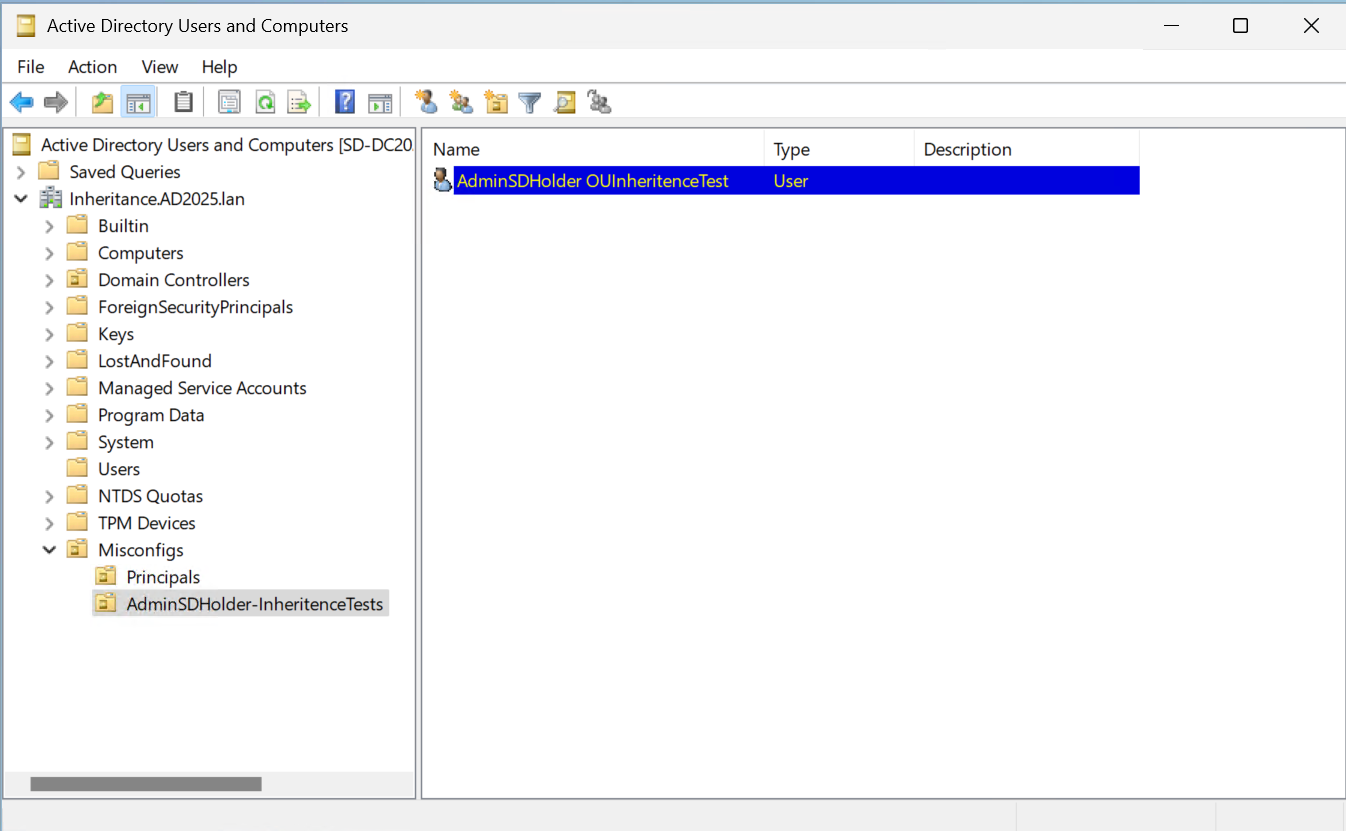 Active Directory Users and Computers
File Action View Help
Active Directory Users and Computers [SD-DC20
Saved Queries
Inheritance.AD2025.lan
Builtin
Computers
Domain Controllers
ForeignSecurityPrincipals
Keys
LostAndFound
Managed Service Accounts
Program Data
System
Users
NTDS Quotas
TPM Devices
Misconfigs
Principals
AdminSDHolder-InheritenceTests
Name Type Description
AdminSDHolder OUInheritenceTest User